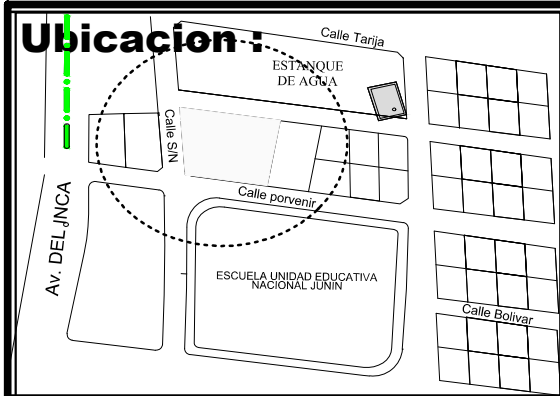 Ubicacion :
Calle Tarija
ESTANQUE
DE AGUA
Calle S/N
Calle porvenir
Av. DEL INCA
ESCUELA UNIDAD EDUCATIVA
NACIONAL JUNIN
Calle Bolivar